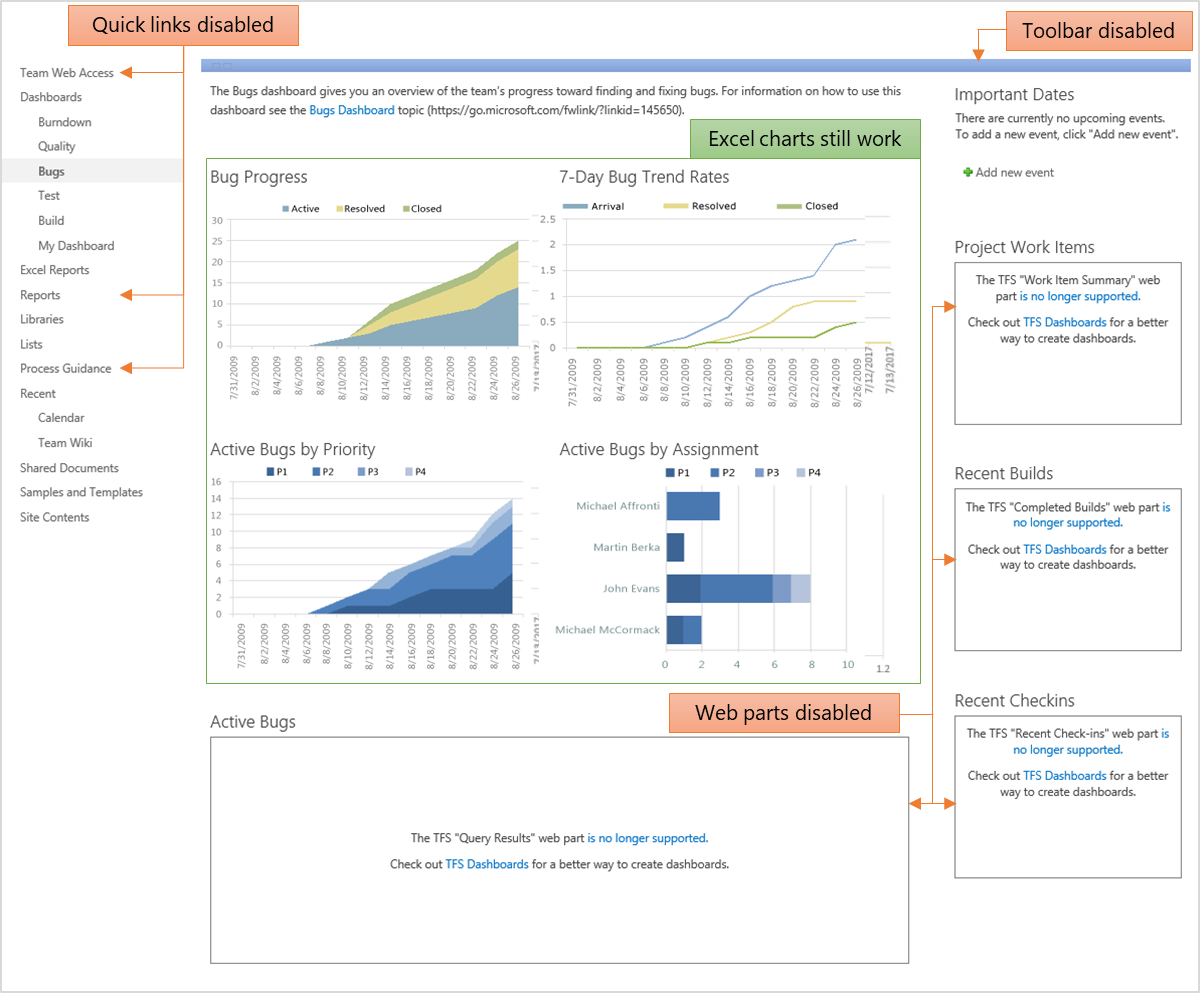 Quick links disabled
Toolbar disabled
Team Web Access
Dashboards
Burndown
Quality
Bugs
Test
Build
My Dashboard
Excel Reports
Reports
Libraries
Lists
Process Guidance
Recent
Calendar
Team Wiki
Shared Documents
Samples and Templates
Site Contents
The Bugs dashboard gives you an overview of the team's progress toward finding and fixing bugs. For information on how to use this
dashboard see the Bugs Dashboard topic (https://go.microsoft.com/fwlink/?linkid=145650).
Excel charts still work
Bug Progress
Active Resolved Closed
30
25
20
15
10
5
0
7/31/2009 8/2/2009 8/4/2009 8/6/2009 8/8/2009 8/10/2009 8/12/2009 8/14/2009 8/16/2009 8/18/2009 8/20/2009 8/22/2009 8/24/2009 8/26/2009
7-Day Bug Trend Rates
Arrival Resolved Closed
2.5
2
1.5
1
0.5
0
7/31/2009 8/2/2009 8/4/2009 8/6/2009 8/8/2009 8/10/2009 8/12/2009 8/14/2009 8/16/2009 8/18/2009 8/20/2009 8/22/2009 8/24/2009 8/26/2009 7/12/2017 7/13/2017
Active Bugs by Priority
P1 P2 P3 P4
16
14
12
10
8
6
4
2
0
7/31/2009 8/2/2009 8/4/2009 8/6/2009 8/8/2009 8/10/2009 8/12/2009 8/14/2009 8/16/2009 8/18/2009 8/20/2009 8/22/2009 8/24/2009 8/26/2009
Active Bugs by Assignment
P1 P2 P3 P4
Michael Affronti
Martin Berka
John Evans
Michael McCormack
0 2 4 6 8 10 1.2
Web parts disabled
Active Bugs
The TFS "Query Results" web part is no longer supported.
Check out TFS Dashboards for a better way to create dashboards.
Important Dates
There are currently no upcoming events.
To add a new event, click "Add new event".
Add new event
Project Work Items
The TFS "Work Item Summary" web
part is no longer supported.
Check out TFS Dashboards for a better
way to create dashboards.
Recent Builds
The TFS "Completed Builds" web part is
no longer supported.
Check out TFS Dashboards for a better
way to create dashboards.
Recent Checkins
The TFS "Recent Check-ins" web part is
no longer supported.
Check out TFS Dashboards for a better
way to create dashboards.